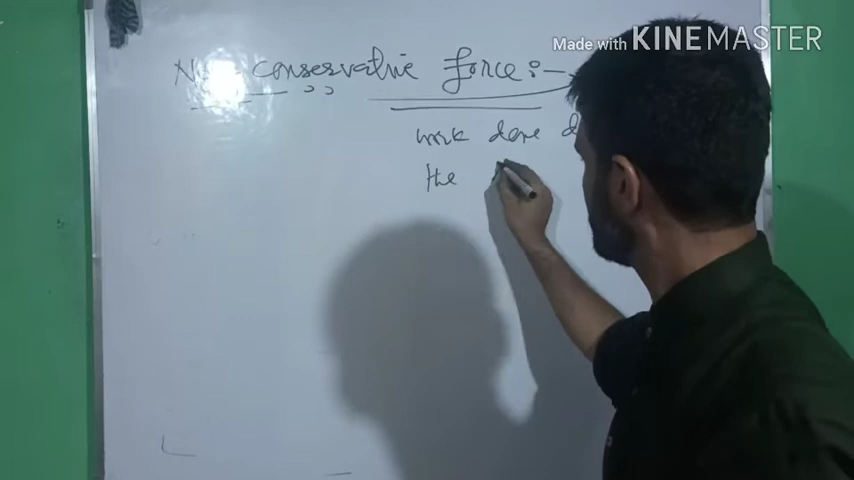 Made with KINEMASTER
Non conservative force:-
work done
the